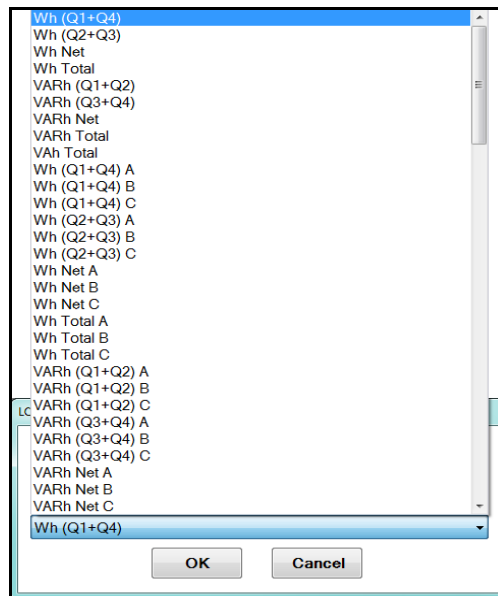 Wh (Q1+Q4)
Wh (Q2+Q3)
Wh Net
Wh Total
VARh (Q1+Q2)
VARh (Q3+Q4)
VARh Net
VARh Total
VAh Total
Wh (Q1+Q4) A
Wh (Q1+Q4) B
Wh (Q1+Q4) C
Wh (Q2+Q3) A
Wh (Q2+Q3) B
Wh (Q2+Q3) C
Wh Net A
Wh Net B
Wh Net C
Wh Total A
Wh Total B
Wh Total C
VARh (Q1+Q2) A
VARh (Q1+Q2) B
VARh (Q1+Q2) C
VARh (Q3+Q4) A
VARh (Q3+Q4) B
VARh (Q3+Q4) C
VARh Net A
VARh Net B
VARh Net C
Wh (Q1+Q4)
OK Cancel